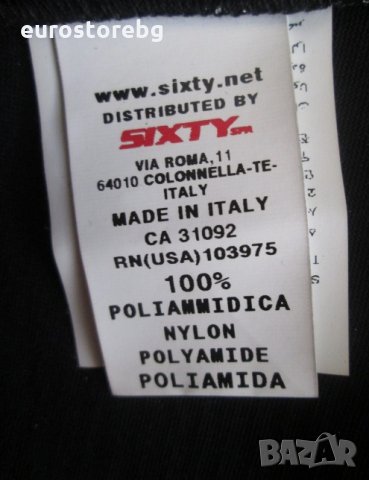 eurostorebg
www.sixty.net
DISTRIBUTED BY
SIXTY SPA
VIA ROMA, 11
64010 COLONNELLA-TE-
ITALY
MADE IN ITALY
CA 31092
RN(USA)103975
100%
POLIAMMIDICA
NYLON
POLYAMIDE
POLIAMIDA
BAZAR